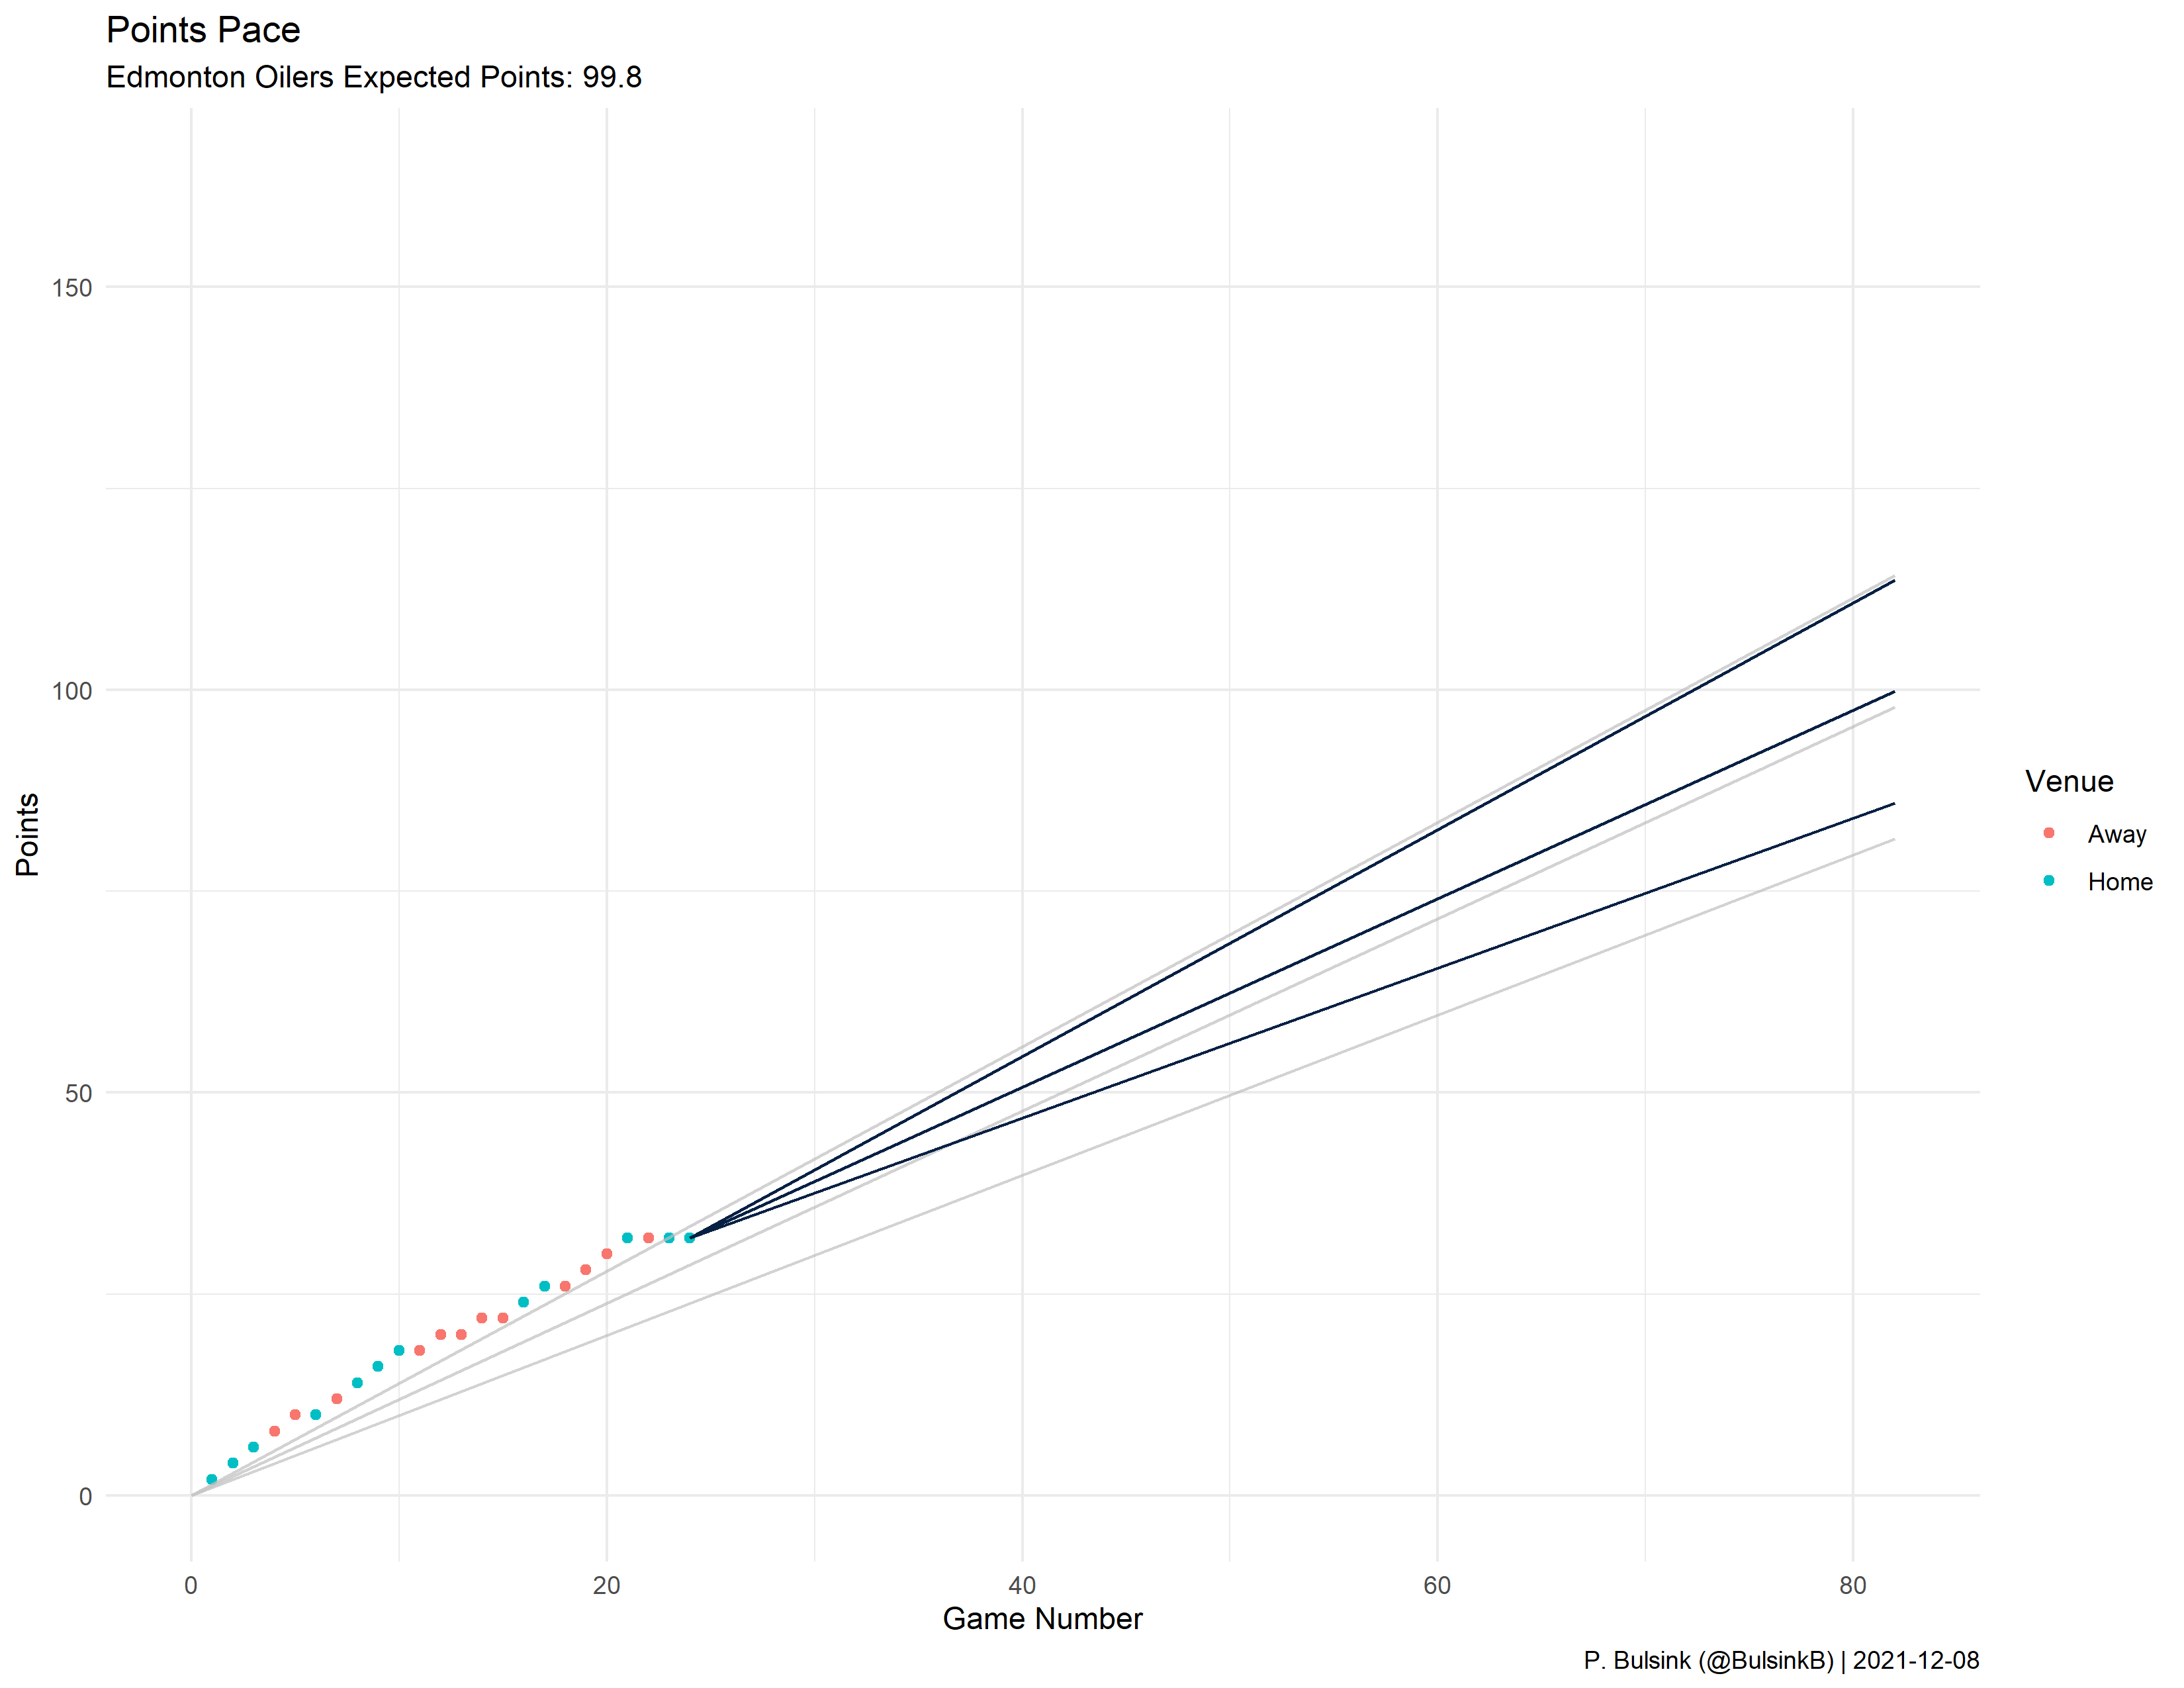 Points Pace
Edmonton Oilers Expected Points: 99.8
150
100
50
0
Points
0 20 40 60 80
Game Number
Venue
Away
Home
P. Bulsink (@BulsinkB) | 2021-12-08